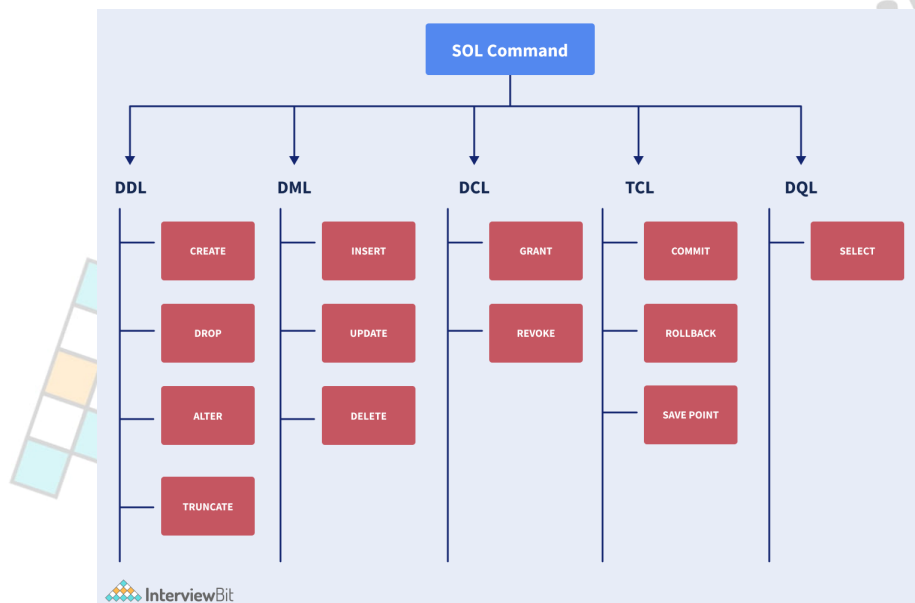 SOL Command
DDL
DML
DCL
TCL
DQL
CREATE
INSERT
GRANT
COMMIT
SELECT
DROP
UPDATE
REVOKE
ROLLBACK
ALTER
DELETE
SAVE POINT
TRUNCATE
InterviewBit